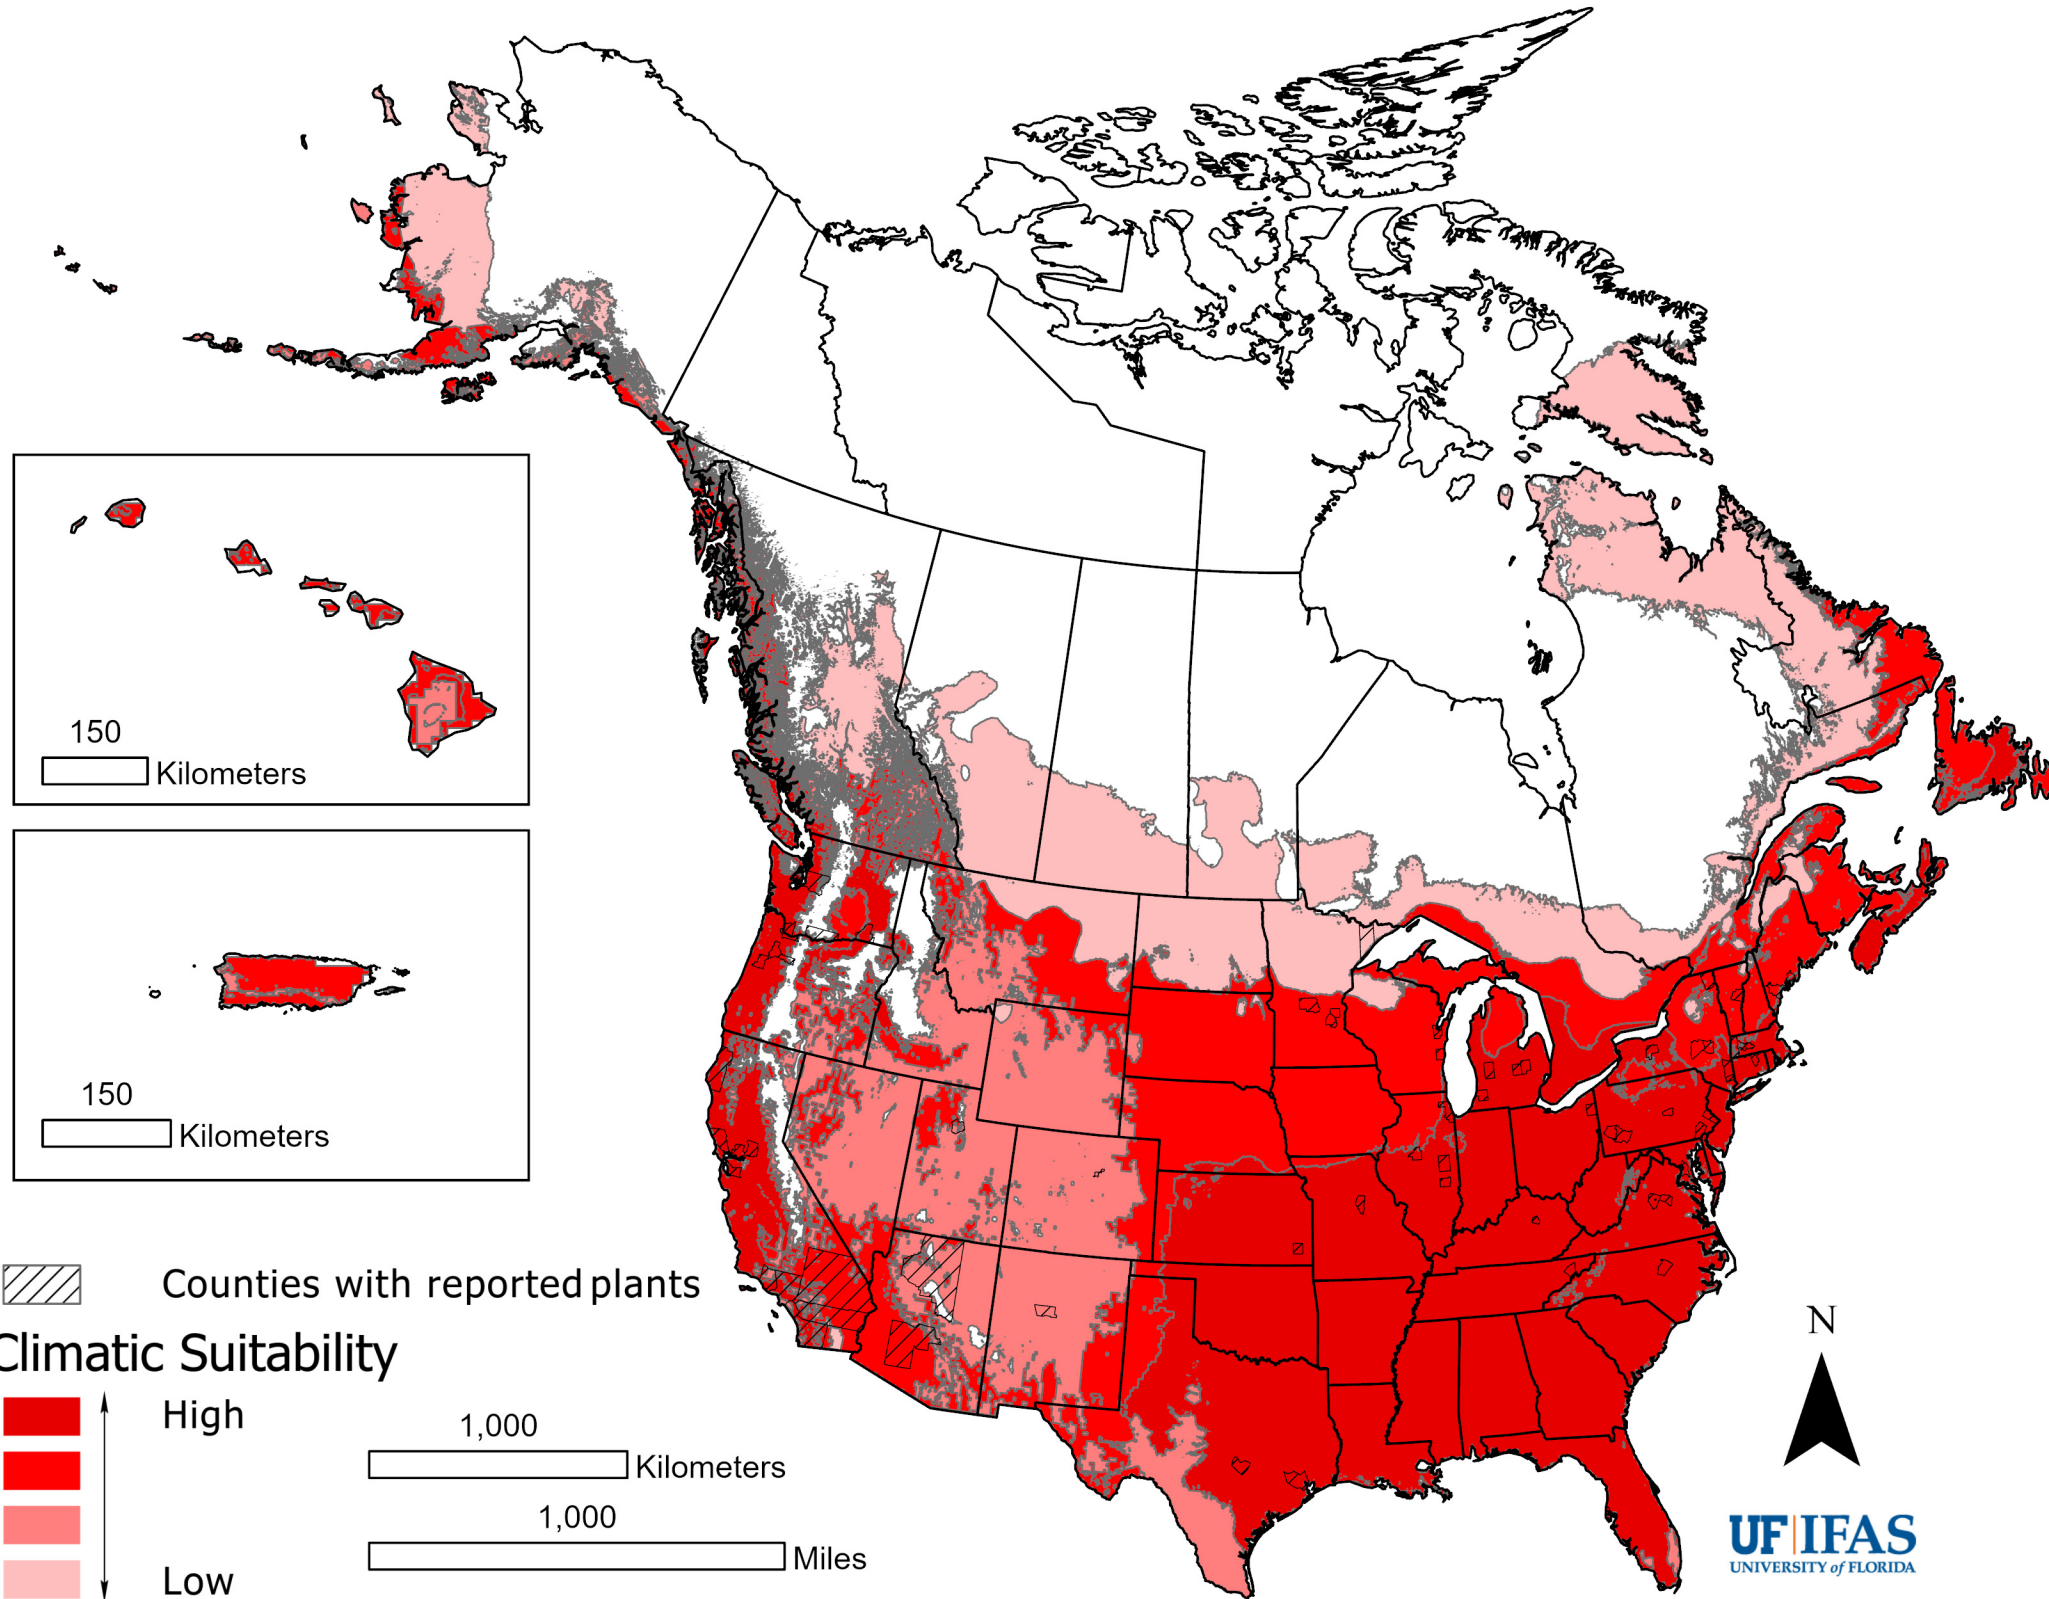 150
Kilometers
150
Kilometers
Counties with reported plants
Climatic Suitability
High
Low
1,000
Kilometers
1,000
Miles
N
UF|IFAS
UNIVERSITY of FLORIDA